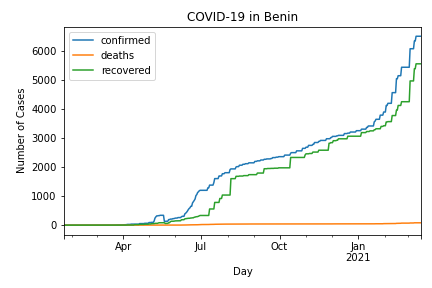 COVID-19 in Benin
confirmed
deaths
recovered
Number of Cases
6000
5000
4000
3000
2000
1000
0
Apr
Jul
Oct
Jan
2021
Day